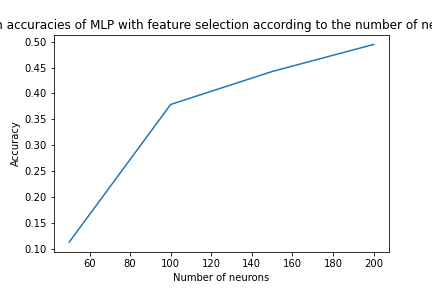 n accuracies of MLP with feature selection according to the number of ne
0.50
0.45
0.40
0.35
0.30
0.25
0.20
0.15
0.10
Accuracy
60 80 100 120 140 160 180 200
Number of neurons